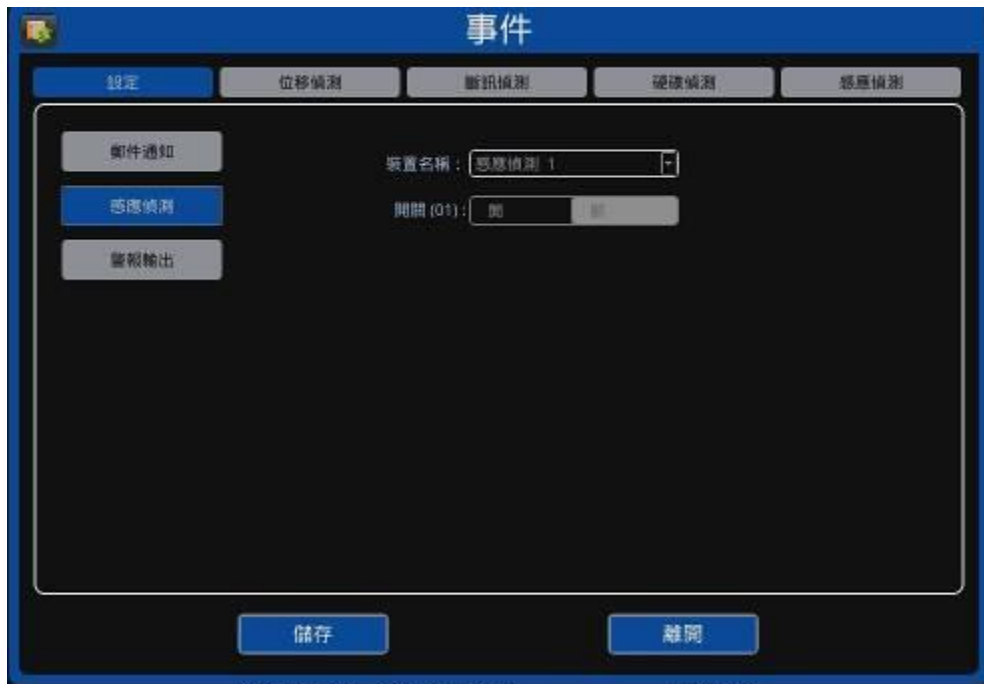 事件
設定 位移偵測 斷訊偵測 硬碟偵測 感應偵測
郵件通知
裝置名稱： 感應偵測 1
感應偵測
開關 (01)： 開 關
警報輸出
儲存 離開